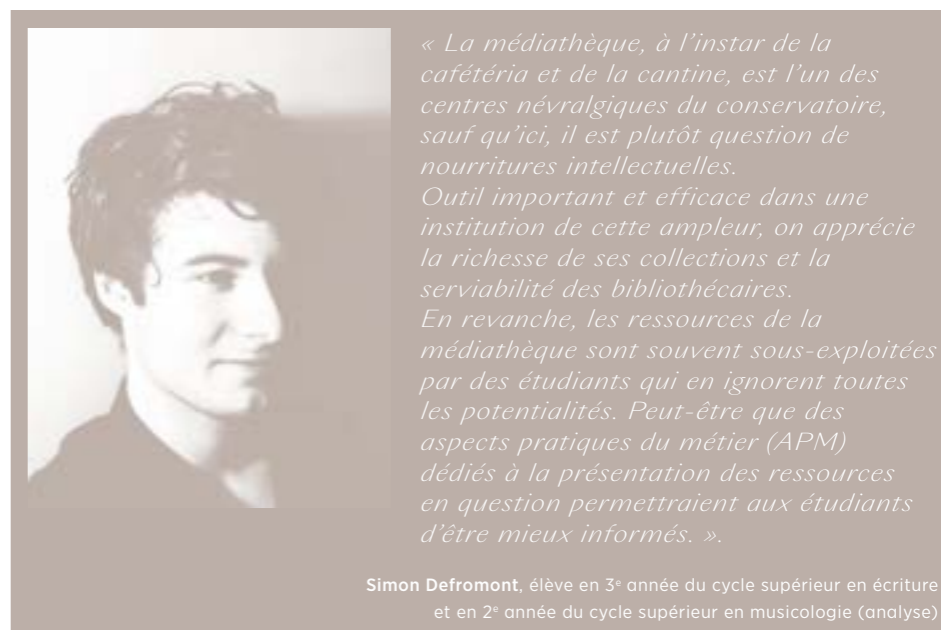 « La médiathèque, à l'instar de la
cafétéria et de la cantine, est l'un des
centres névralgiques du conservatoire,
sauf qu'ici, il est plutôt question de
nourritures intellectuelles.
Outil important et efficace dans une
institution de cette ampleur, on apprécie
la richesse de ses collections et la
serviabilité des bibliothécaires.
En revanche, les ressources de la
médiathèque sont souvent sous-exploitées
par des étudiants qui en ignorent toutes
les potentialités. Peut-être que des
aspects pratiques du métier (APM)
dédiés à la présentation des ressources
en question permettraient aux étudiants
d'être mieux informés. ».
Simon Defromont, élève en 3e année du cycle supérieur en écriture
et en 2e année du cycle supérieur en musicologie (analyse)